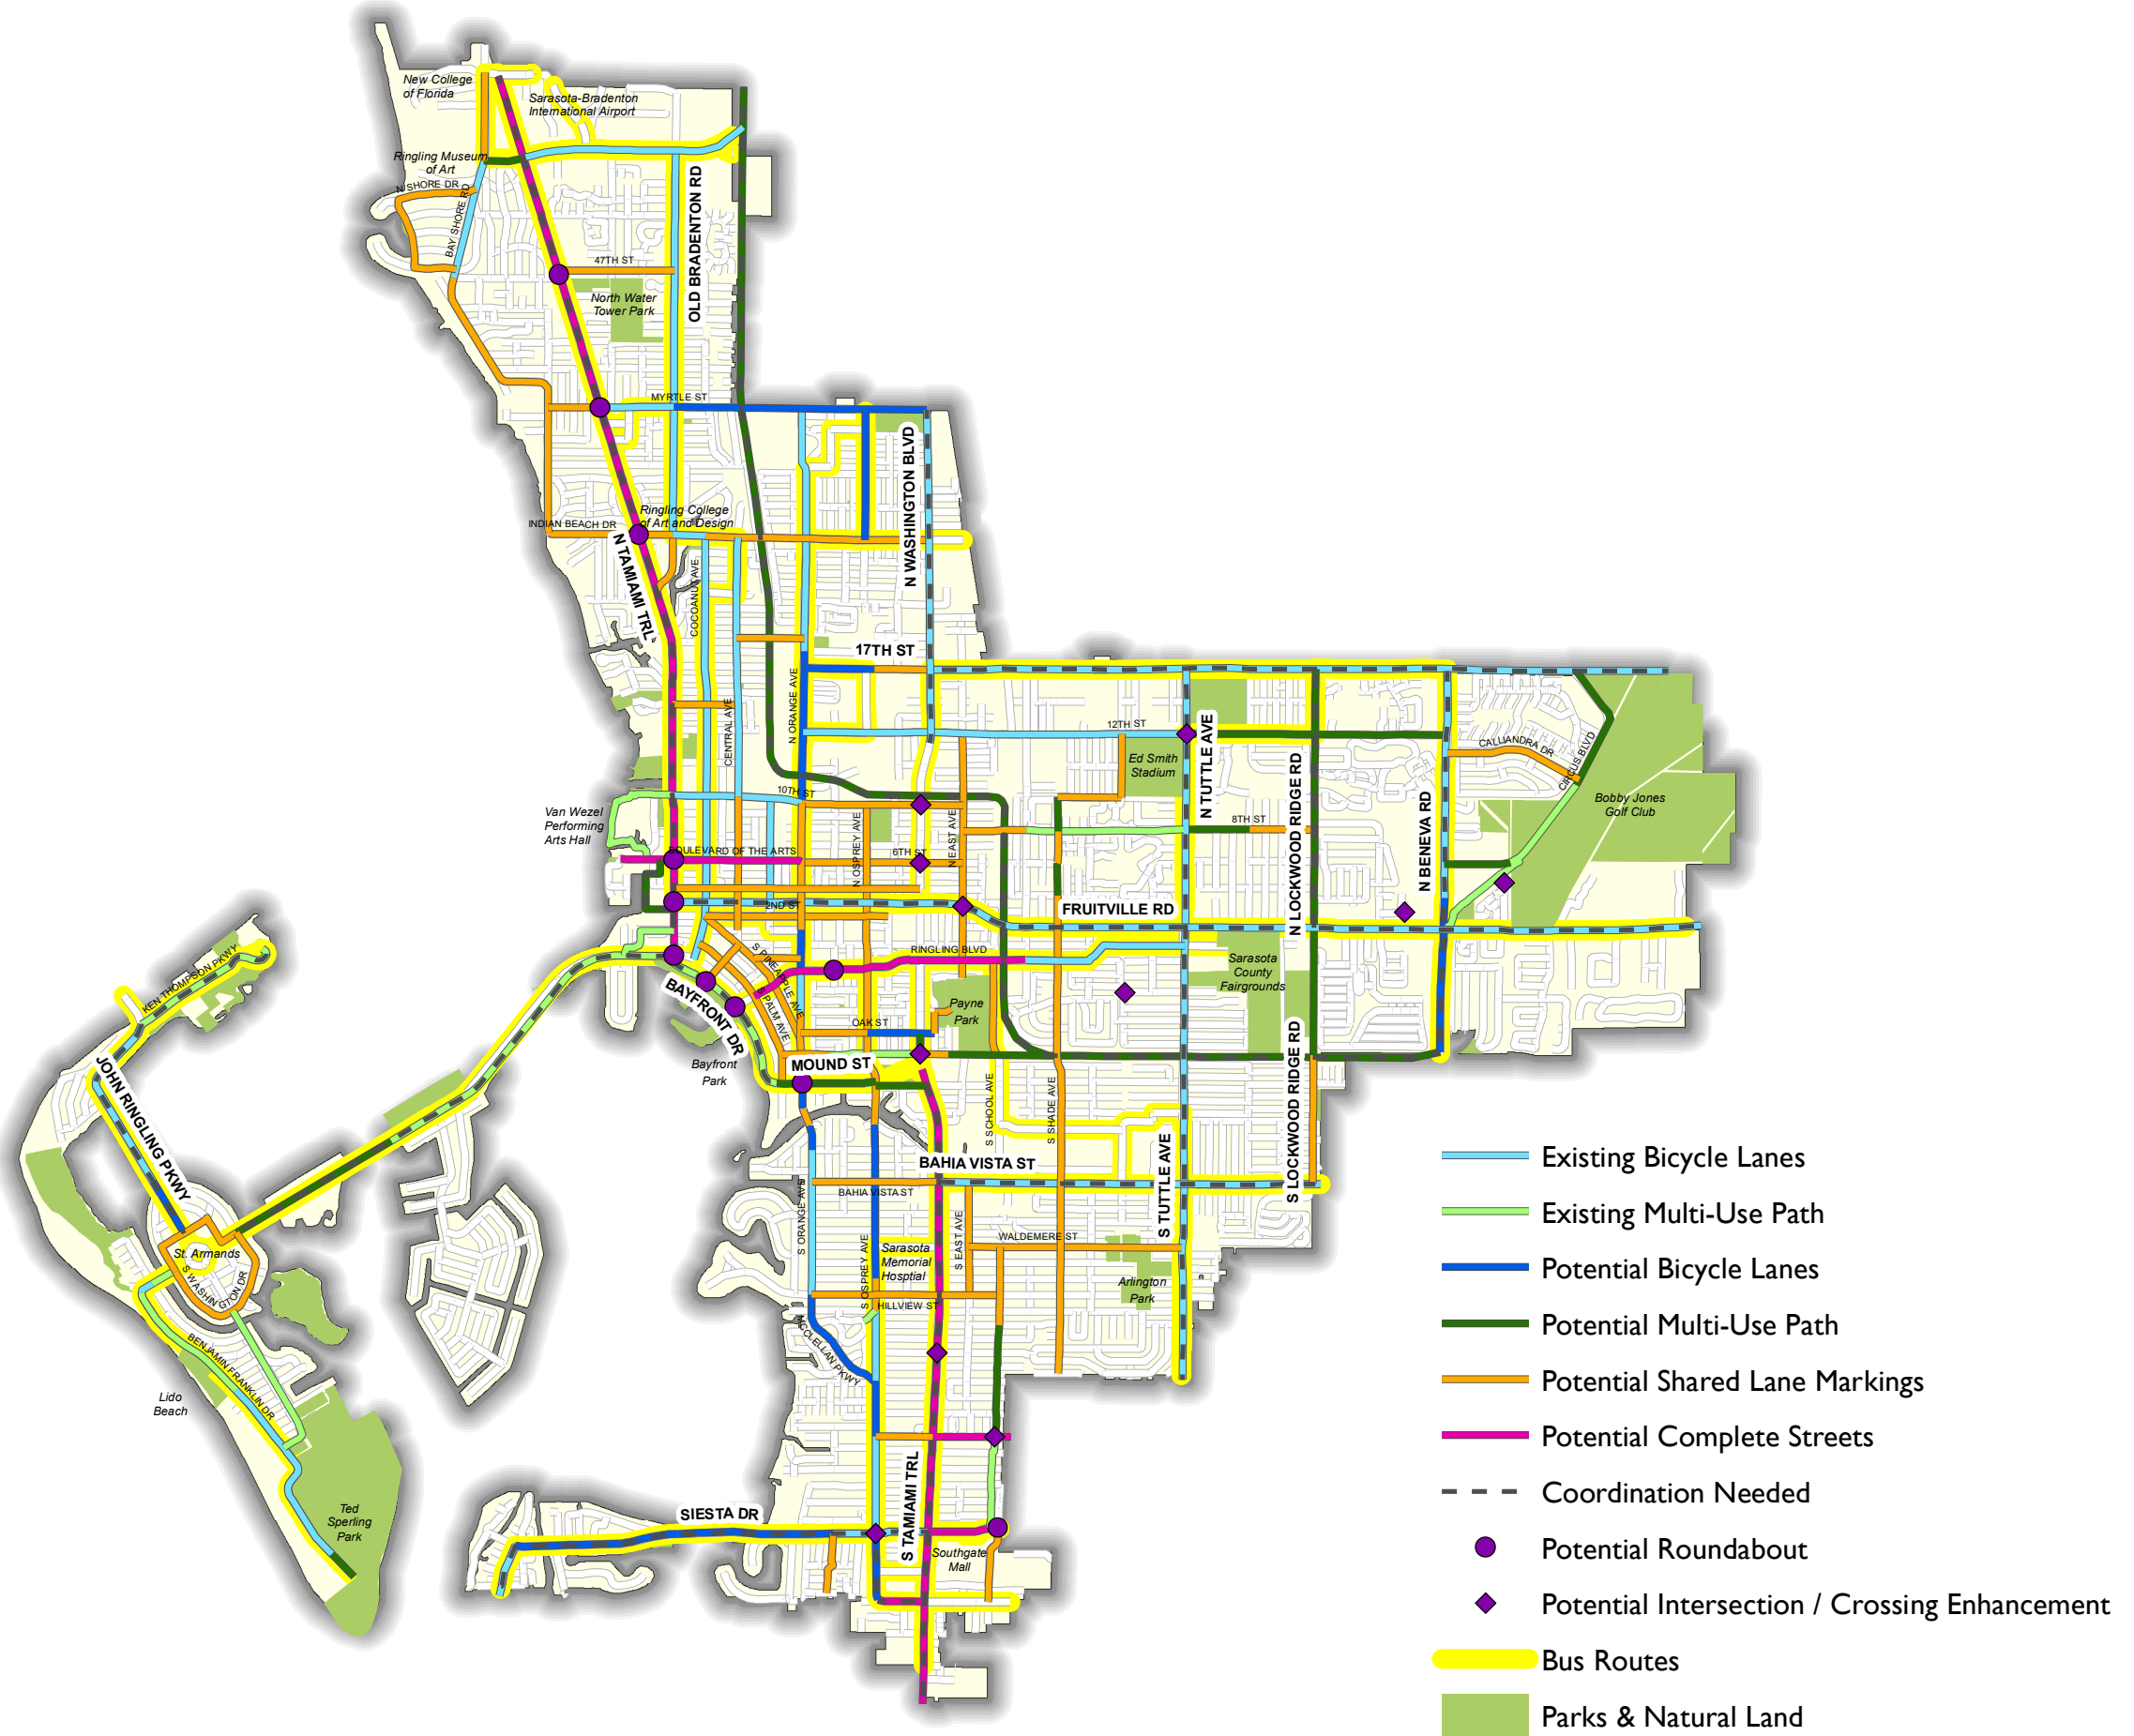 New College
of Florida
Sarasota-Bradenton
International Airport
Ringling Museum
of Art
N SHORE DR
BAY SHORE RD
OLD BRADENTON RD
47TH ST
North Water
Tower Park
MYRTLE ST
N WASHINGTON BLVD
Ringling College
of Art and Design
INDIAN BEACH DR
N TAMIAMI TRL
COCOANUT AVE
17TH ST
N ORANGE AVE
CENTRAL AVE
12TH ST
N TUTTLE AVE
Ed Smith
Stadium
CALLIANDRA DR
CIRCUS BLVD
N LOCKWOOD RIDGE RD
N BENEVA RD
Bobby Jones
Golf Club
10TH ST
Van Wezel
Performing
Arts Hall
N OSPREY AVE
N EAST AVE
8TH ST
BOULEVARD OF THE ARTS
6TH ST
2ND ST
FRUITVILLE RD
S PINEAPPLE AVE
RINGLING BLVD
Sarasota
County
Fairgrounds
KEN THOMPSON PKWY
BAYFRONT DR
S PALM AVE
Payne
Park
OAK ST
Bayfront
Park
MOUND ST
JOHN RINGLING PKWY
S SCHOOL AVE
S SHADE AVE
S LOCKWOOD RIDGE RD
S TUTTLE AVE
BAHIA VISTA ST
BAHIA VISTA ST
S ORANGE AVE
S OSPREY AVE
S EAST AVE
WALDEMERE ST
Sarasota
Memorial
Hosptial
St. Armands
S WASHINGTON DR
Arlington
Park
HILLVIEW ST
MCCLELLAN PKWY
BENJAMIN FRANKLIN DR
Lido
Beach
S TAMIAMI TRL
Ted
Sperling
Park
SIESTA DR
Southgate
Mall
Existing Bicycle Lanes
Existing Multi-Use Path
Potential Bicycle Lanes
Potential Multi-Use Path
Potential Shared Lane Markings
Potential Complete Streets
Coordination Needed
Potential Roundabout
Potential Intersection / Crossing Enhancement
Bus Routes
Parks & Natural Land